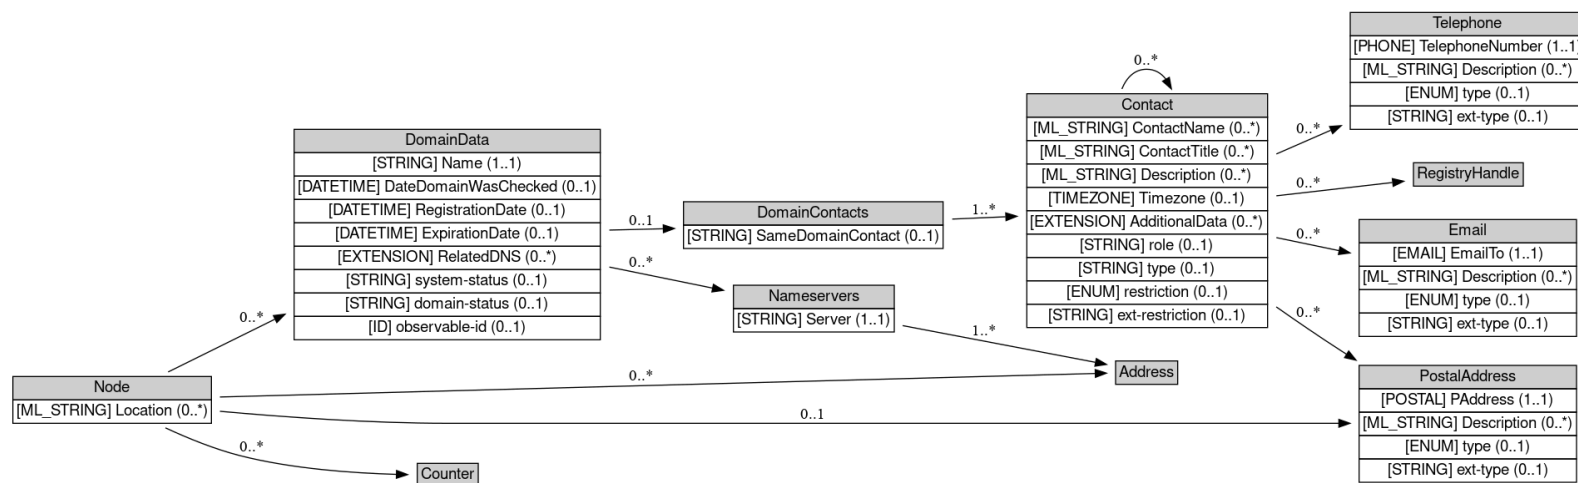 Telephone
[PHONE] TelephoneNumber (1..1)
[ML_STRING] Description (0..*)
[ENUM] type (0..1)
[STRING] ext-type (0..1)
0..*
Contact
[ML_STRING] ContactName (0..*)
[ML_STRING] ContactTitle (0..*)
[ML_STRING] Description (0..*)
[TIMEZONE] Timezone (0..1)
[EXTENSION] AdditionalData (0..*)
[STRING] role (0..1)
[STRING] type (0..1)
[ENUM] restriction (0..1)
[STRING] ext-restriction (0..1)
0..*
0..*
0..*
0..*
RegistryHandle
DomainData
[STRING] Name (1..1)
[DATETIME] DateDomainWasChecked (0..1)
[DATETIME] RegistrationDate (0..1)
[DATETIME] ExpirationDate (0..1)
[EXTENSION] RelatedDNS (0..*)
[STRING] system-status (0..1)
[STRING] domain-status (0..1)
[ID] observable-id (0..1)
0..1
0..*
DomainContacts
[STRING] SameDomainContact (0..1)
1..*
Email
[EMAIL] EmailTo (1..1)
[ML_STRING] Description (0..*)
[ENUM] type (0..1)
[STRING] ext-type (0..1)
Nameservers
[STRING] Server (1..1)
1..*
0..*
Address
Node
[ML_STRING] Location (0..*)
0..*
0..1
0..*
PostalAddress
[POSTAL] PAddress (1..1)
[ML_STRING] Description (0..*)
[ENUM] type (0..1)
[STRING] ext-type (0..1)
Counter